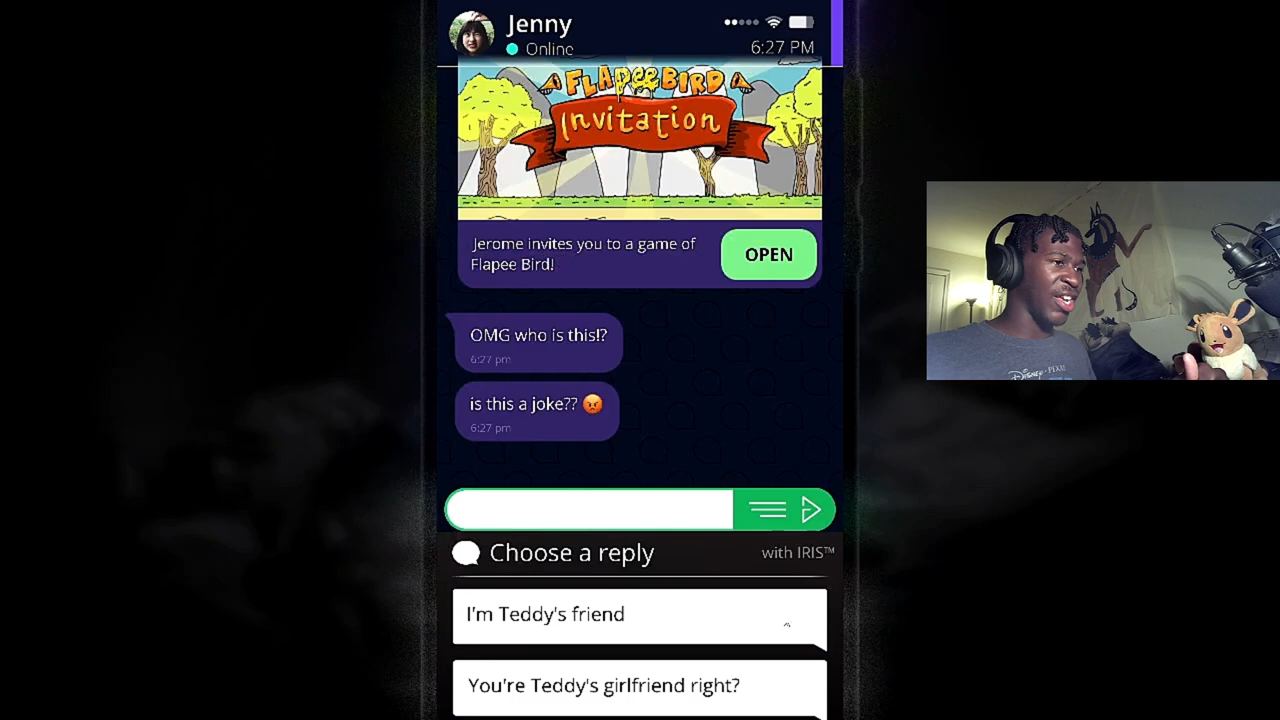 Jenny
Online
6:27 PM
FLAPEE BIRD
Invitation
Jerome invites you to a game of
Flapee Bird!
OPEN
OMG who is this!?
6:27 pm
is this a joke?? 😡
6:27 pm
Choose a reply
with IRIS™
I'm Teddy's friend
You're Teddy's girlfriend right?
DISNEY · PIXAR